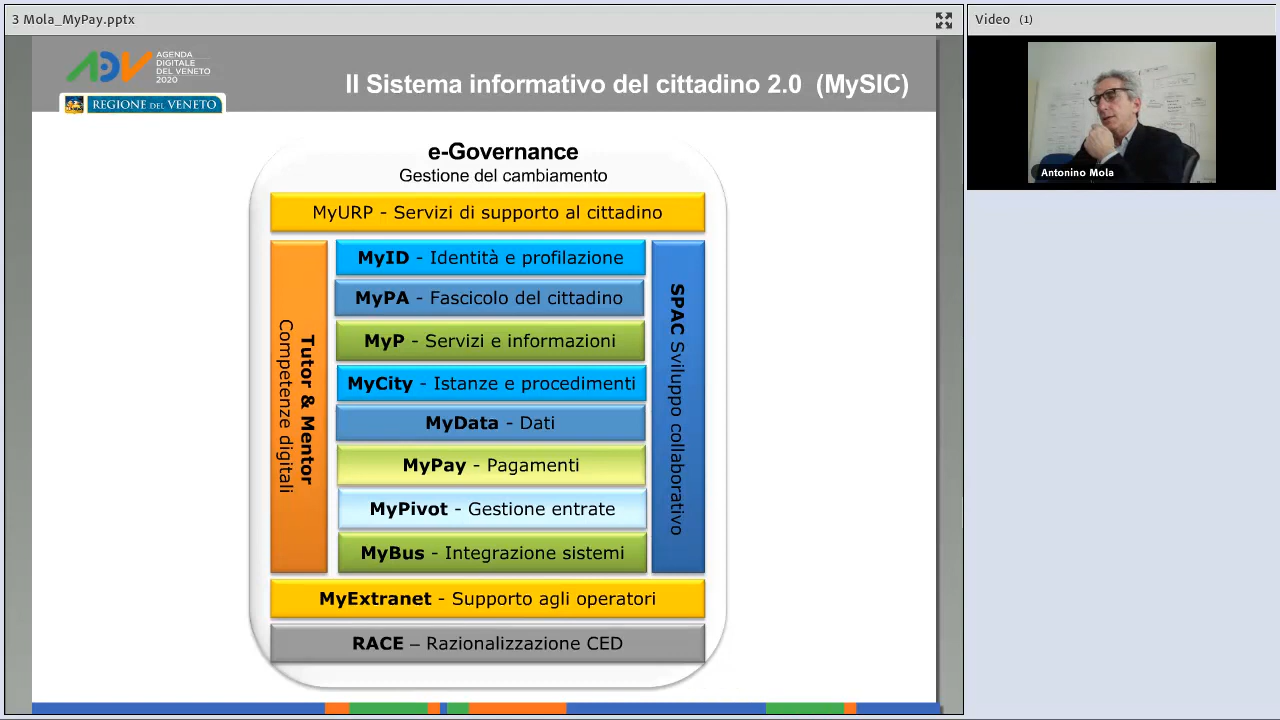 3 Mola_MyPay.pptx
Video (1)
AGENDA
DIGITALE
DEL VENETO
2020
REGIONE DEL VENETO
Il Sistema informativo del cittadino 2.0 (MySIC)
Antonino Mola
e-Governance
Gestione del cambiamento
MyURP - Servizi di supporto al cittadino
Tutor & Mentor
Competenze digitali
MyID - Identità e profilazione
MyPA - Fascicolo del cittadino
MyP - Servizi e informazioni
MyCity - Istanze e procedimenti
MyData - Dati
MyPay - Pagamenti
MyPivot - Gestione entrate
MyBus - Integrazione sistemi
SPAC Sviluppo collaborativo
MyExtranet - Supporto agli operatori
RACE – Razionalizzazione CED